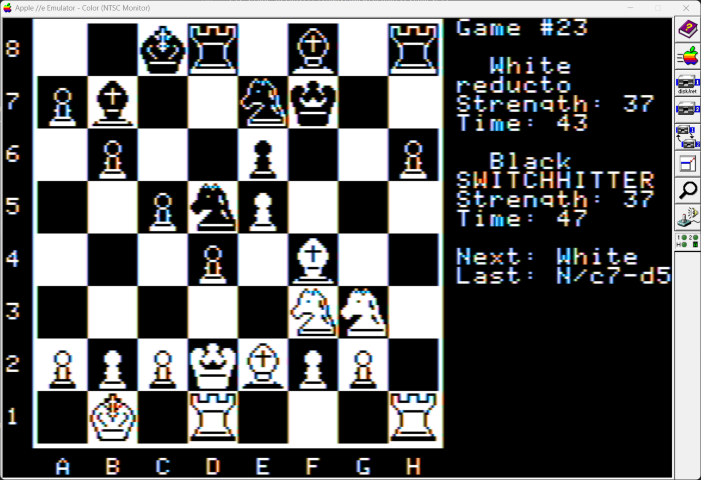 Apple //e Emulator - Color (NTSC Monitor)
Game #23
White
reducto
Strength: 37
Time: 43
Black
SWITCHHITTER
Strength: 37
Time: 47
Next: White
Last: N/c7-d5
8
7
6
5
4
3
2
1
A B C D E F G H